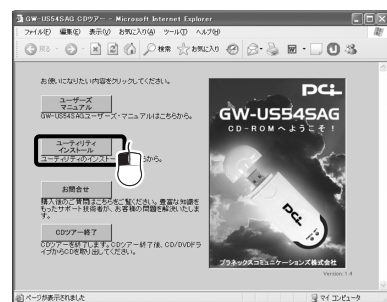 GW-US54SAG CDツアー - Microsoft Internet Explorer
ファイル(F) 編集(E) 表示(V) お気に入り(A) ツール(T) ヘルプ(H)
戻る 検索 お気に入り
お使いになりたい内容をクリックしてください。
ユーザーズ
マニュアル
GW-US54SAGユーザーズ・マニュアルはこちらから。
ユーティリティ
インストール
ユーティリティのインストー らから。
お問合せ
購入後のご質問はこちらをご覧ください。豊富な知識を
もったサポート技術者が、お客様の問題を解決いたしま
す。
CDツアー終了
CDツアーを終了します。CDツアー終了後、CD/DVDドラ
イブからCDを取り出してください。
PCi
GW-US54SAG
CD-ROMへようこそ!
PCi
プラネックスコミュニケーションズ株式会社
Version: 1.4
ページが表示されました
マイ コンピュータ